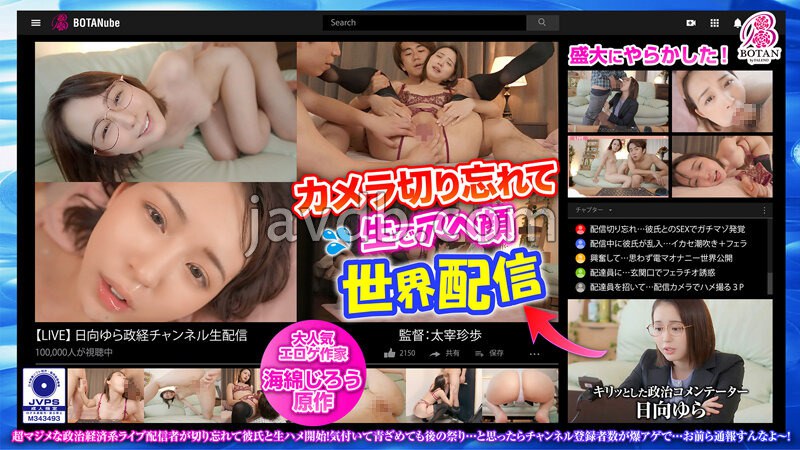 BOTANube
Search
盛大にやらかした!
BOTAN
by FALENO
カメラ切り忘れて
生でアヘ顔
世界配信
javdb.com
チャプター
配信切り忘れ…彼氏とのSEXでガチマゾ発覚
配信中に彼氏が乱入…イカセ潮吹き+フェラ
興奮して…思わず電マオナニー世界公開
配達員に…玄関口でフェラチオ誘惑
配達員を招いて…配信カメラでハメ撮る3P
【LIVE】日向ゆら政経チャンネル生配信
100,000人が視聴中
監督:太宰珍歩
2150
共有
保存
大人気
エロゲ作家
海綿じろう
原作
キリッとした政治コメンテーター
日向ゆら
JVPS
成人指定
M343493
超マジメな政治経済系ライブ配信者が切り忘れて彼氏と生ハメ開始!気付いて青ざめても後の祭り…と思ったらチャンネル登録者数が爆アゲで…お前ら通報すんなよ~!